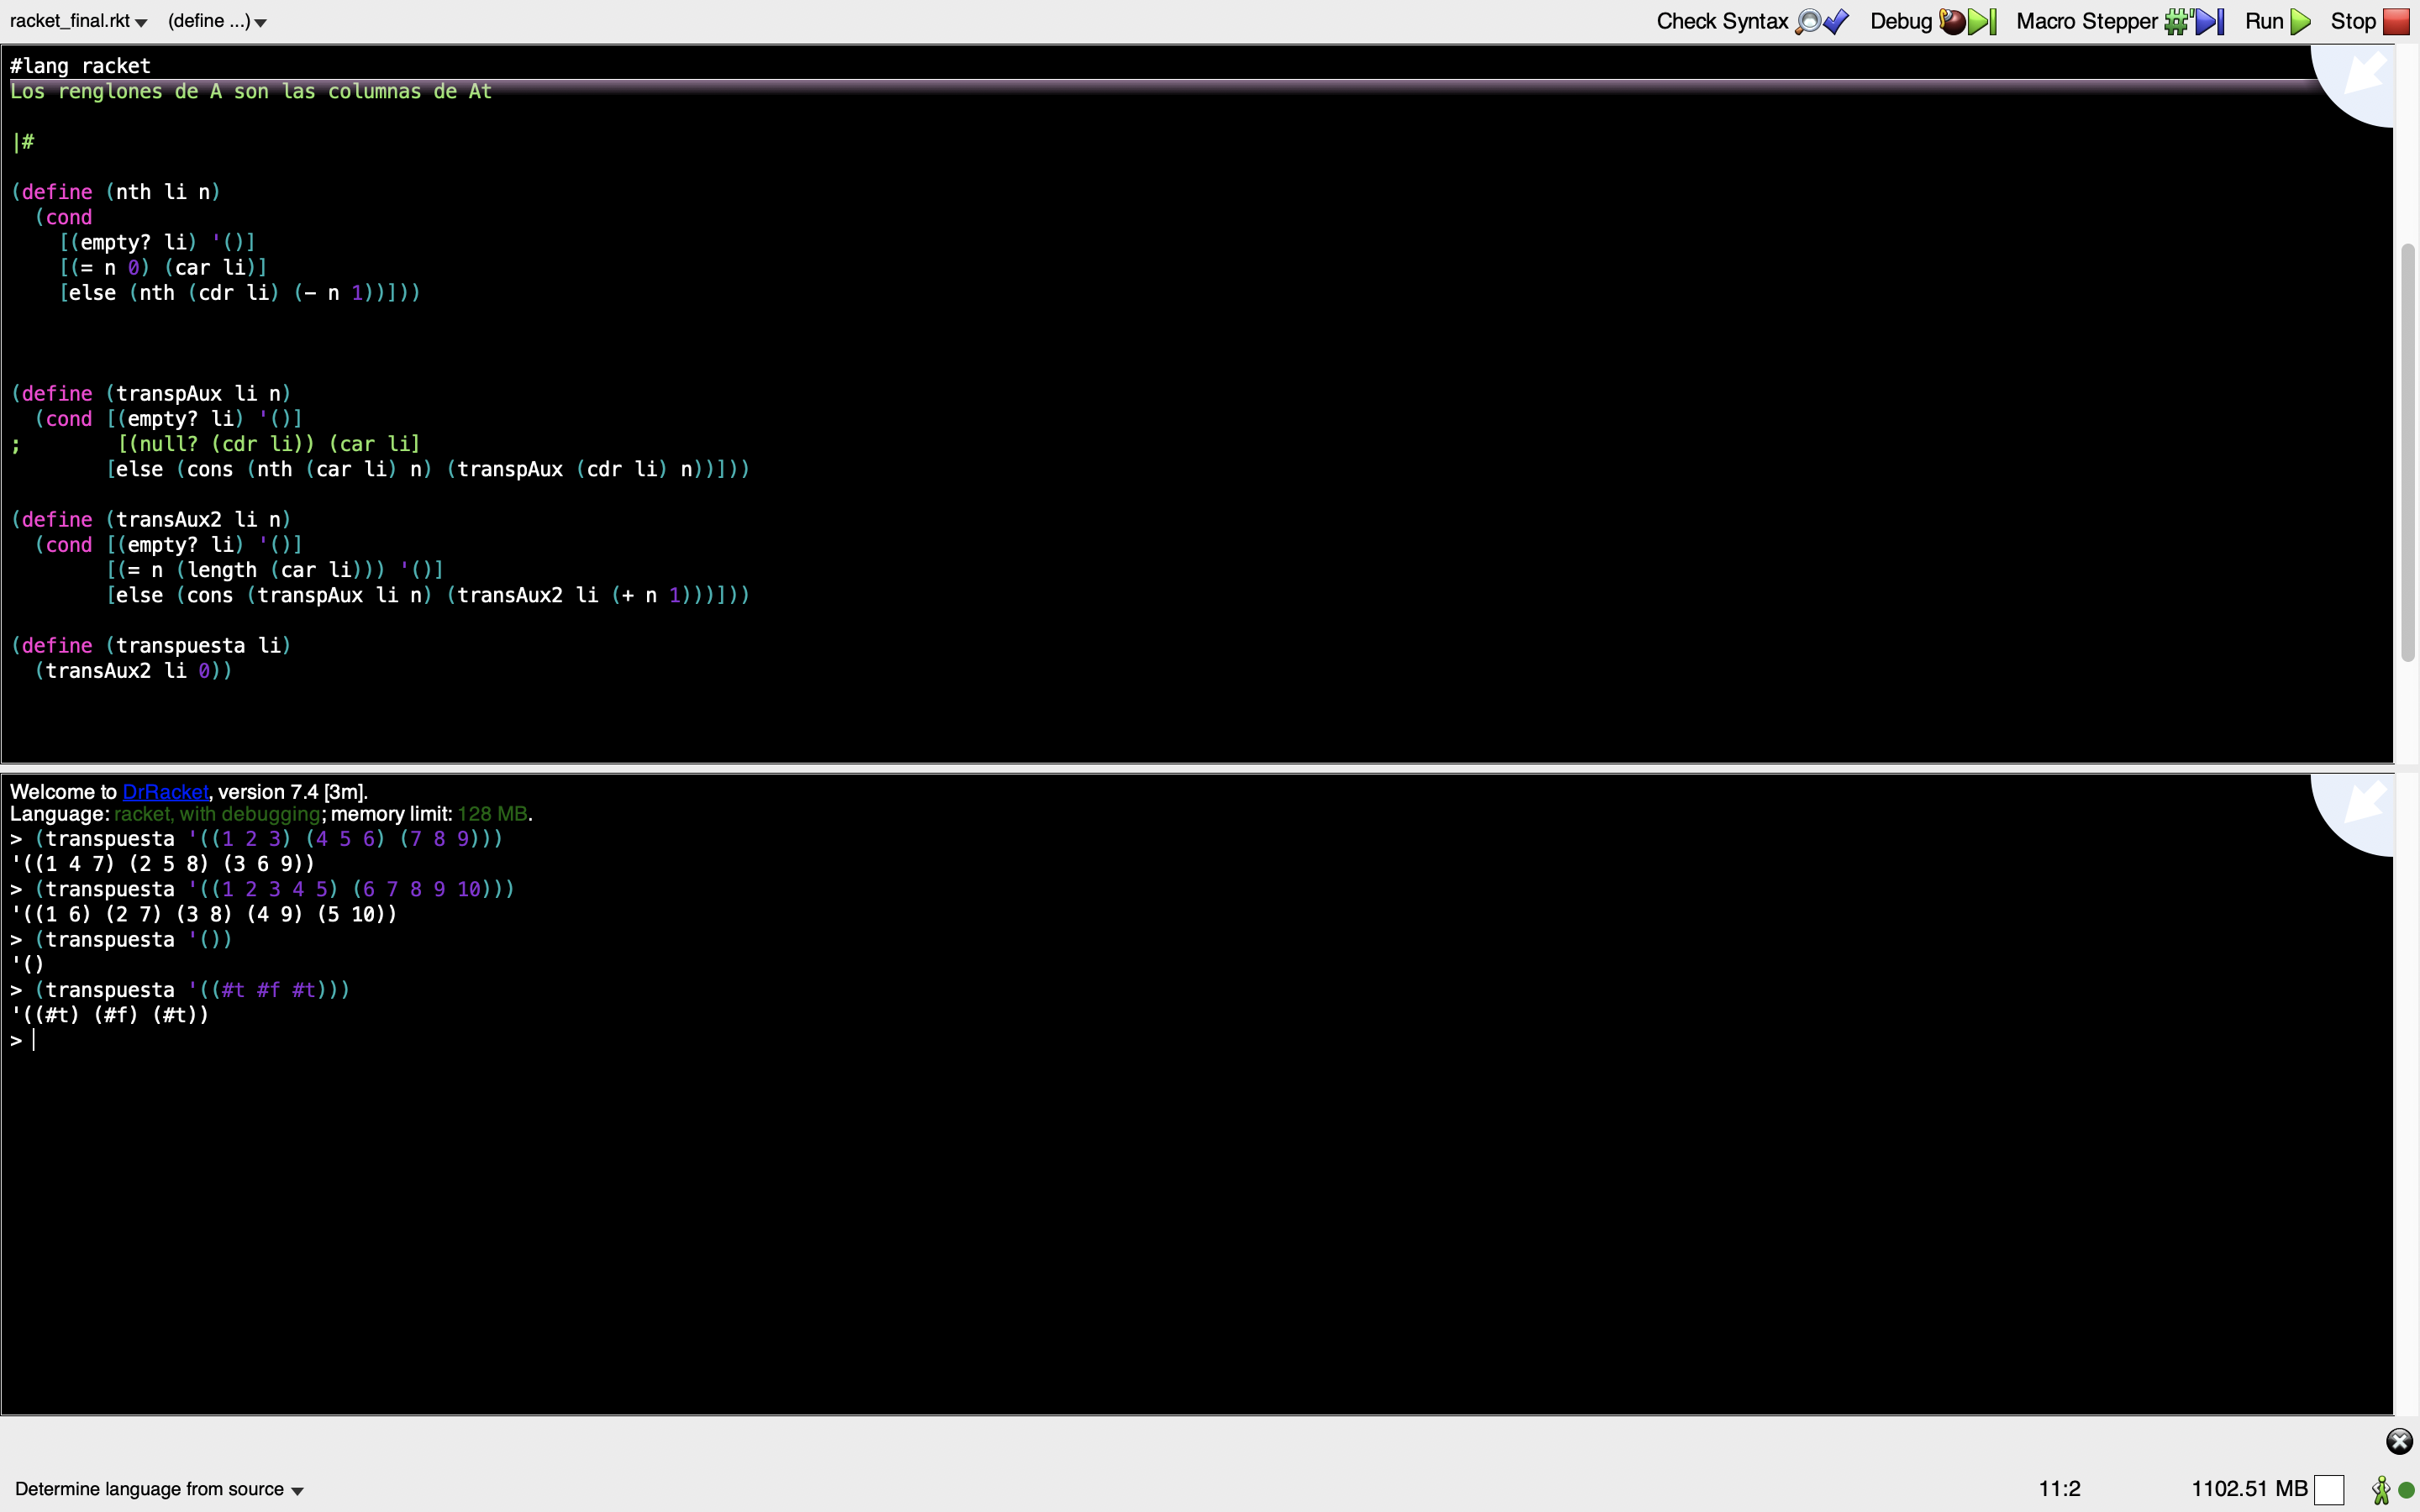 racket_final.rkt (define ...) Check Syntax Debug Macro Stepper Run Stop
#lang racket
Los renglones de A son las columnas de At
|#
(define (nth li n)
  (cond
    [(empty? li) '()]
    [(= n 0) (car li)]
    [else (nth (cdr li) (- n 1))]))
(define (transpAux li n)
  (cond [(empty? li) '()]
;        [(null? (cdr li)) (car li]
        [else (cons (nth (car li) n) (transpAux (cdr li) n))]))
(define (transAux2 li n)
  (cond [(empty? li) '()]
        [(= n (length (car li))) '()]
        [else (cons (transpAux li n) (transAux2 li (+ n 1)))]))
(define (transpuesta li)
  (transAux2 li 0))
Welcome to DrRacket, version 7.4 [3m].
Language: racket, with debugging; memory limit: 128 MB.
> (transpuesta '((1 2 3) (4 5 6) (7 8 9)))
'((1 4 7) (2 5 8) (3 6 9))
> (transpuesta '((1 2 3 4 5) (6 7 8 9 10)))
'((1 6) (2 7) (3 8) (4 9) (5 10))
> (transpuesta '())
'()
> (transpuesta '((#t #f #t)))
'((#t) (#f) (#t))
>
Determine language from source 11:2 1102.51 MB